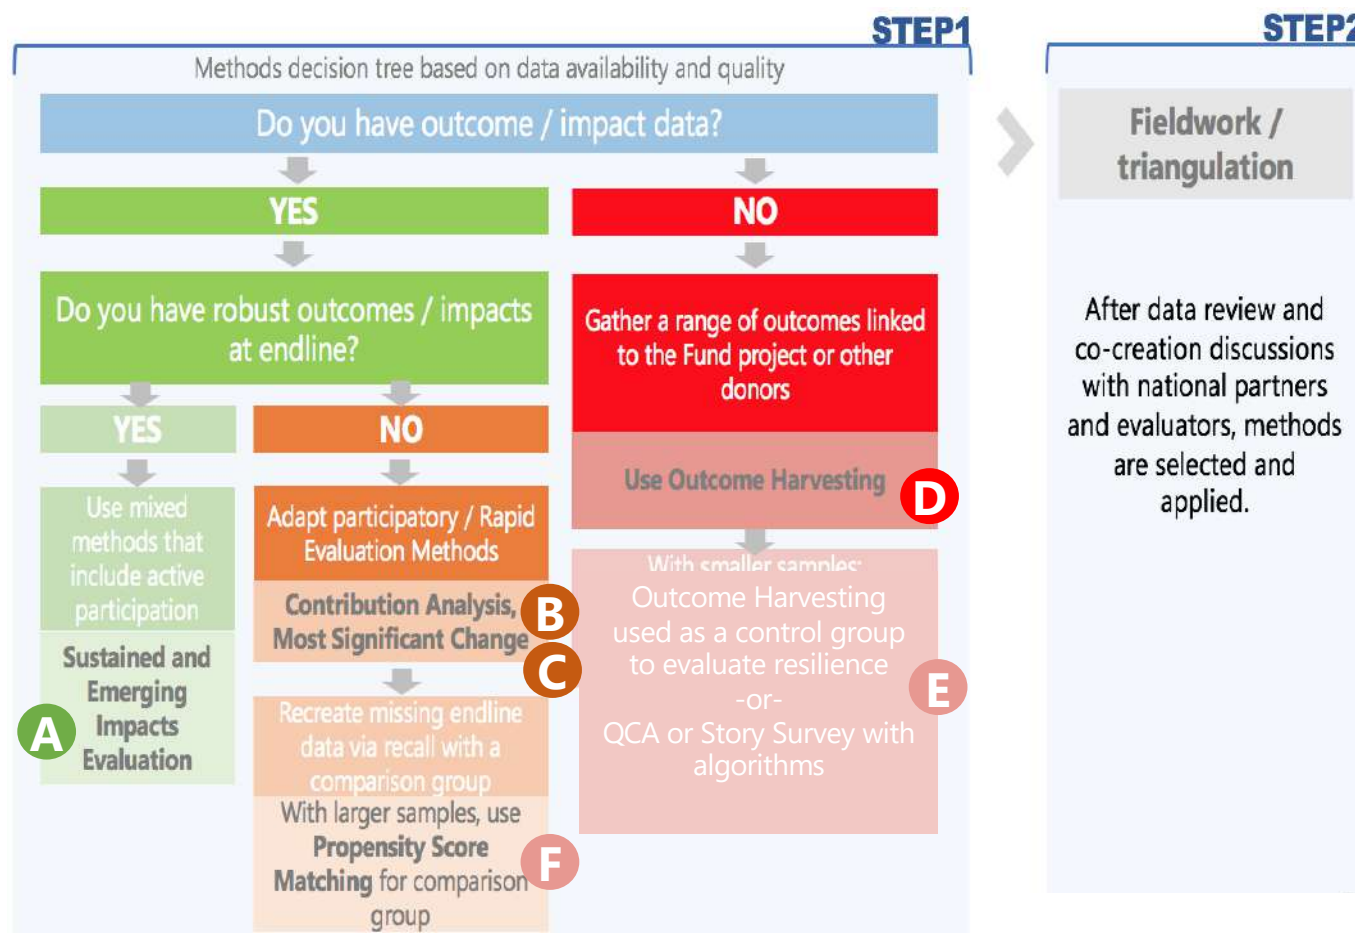 STEP1
Methods decision tree based on data availability and quality
Do you have outcome / impact data?
YES
NO
Do you have robust outcomes / impacts
at endline?
YES
NO
Use mixed
methods that
include active
participation
Sustained and
Emerging
Impacts
Evaluation
A
Adapt participatory / Rapid
Evaluation Methods
Contribution Analysis,
Most Significant Change
B
C
Recreate missing endline
data via recall with a
comparison group
With larger samples, use
Propensity Score
Matching for comparison
group
F
Gather a range of outcomes linked
to the Fund project or other
donors
Use Outcome Harvesting
D
With smaller samples:
Outcome Harvesting
used as a control group
to evaluate resilience
-or-
QCA or Story Survey with
algorithms
E
STEP2
Fieldwork /
triangulation
After data review and
co-creation discussions
with national partners
and evaluators, methods
are selected and
applied.